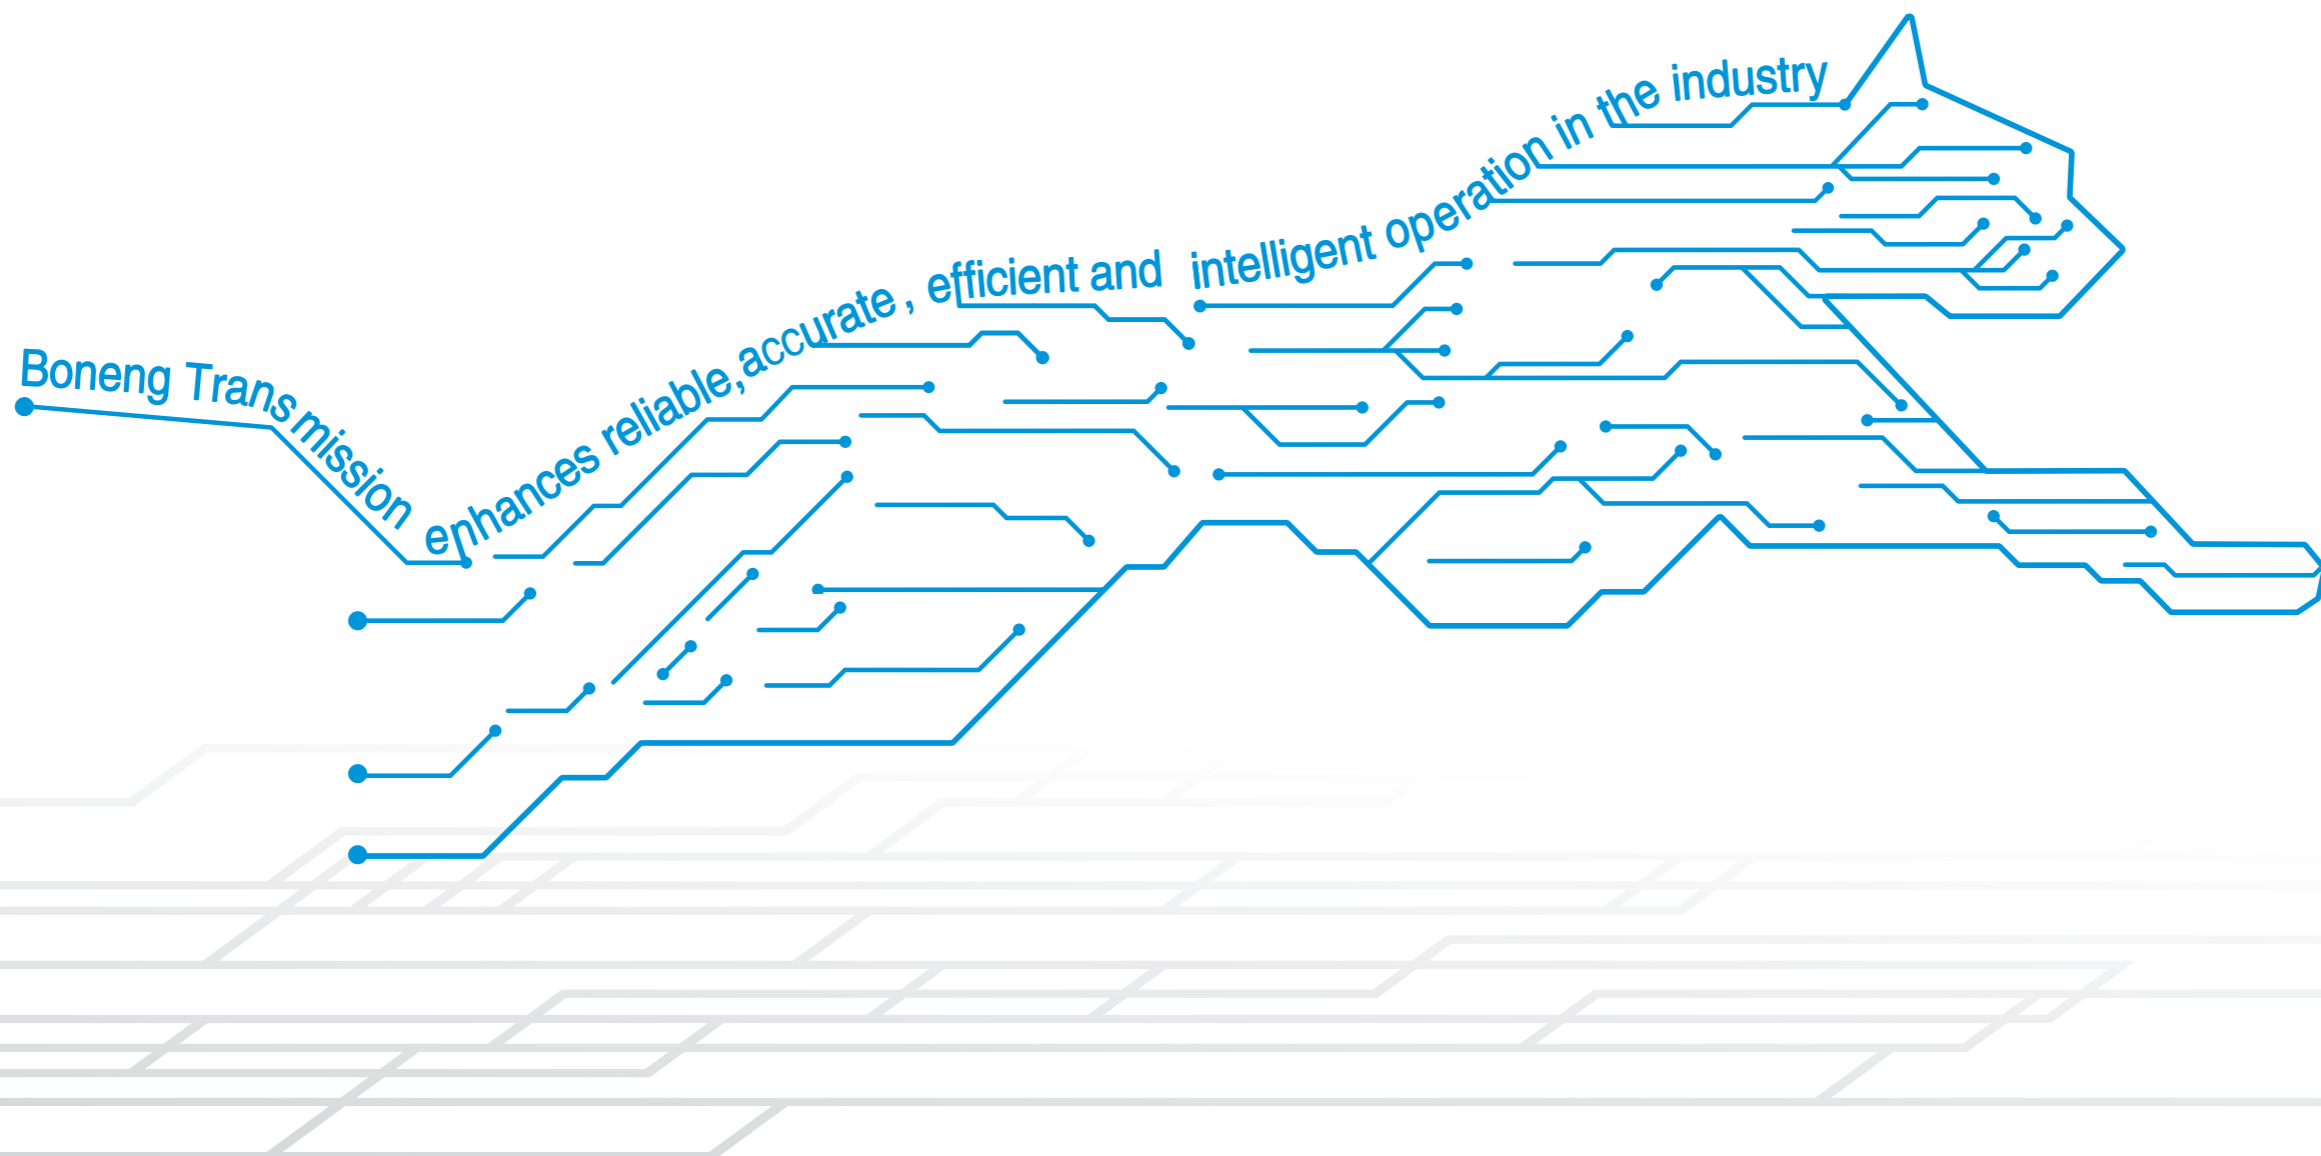 Boneng Transmission enhances reliable, accurate, efficient and intelligent operation in the industry